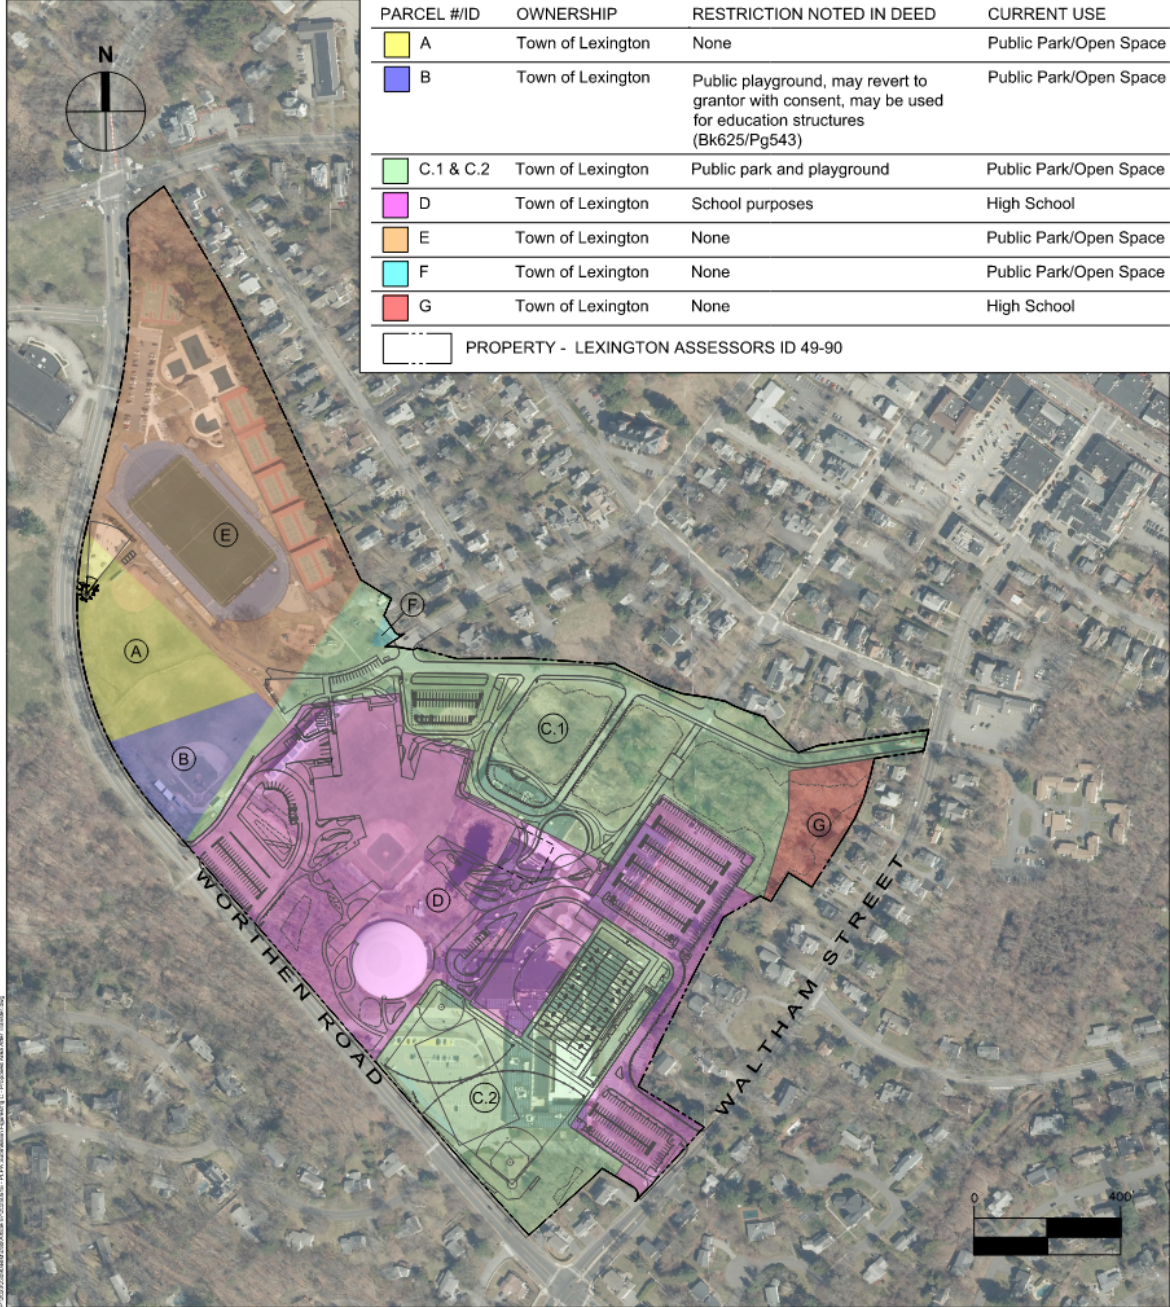 PARCEL #/ID OWNERSHIP RESTRICTION NOTED IN DEED CURRENT USE
A Town of Lexington None Public Park/Open Space
B Town of Lexington Public playground, may revert to Public Park/Open Space
grantor with consent, may be used
for education structures
(Bk625/Pg543)
C.1 & C.2 Town of Lexington Public park and playground Public Park/Open Space
D Town of Lexington School purposes High School
E Town of Lexington None Public Park/Open Space
F Town of Lexington None Public Park/Open Space
G Town of Lexington None High School
PROPERTY - LEXINGTON ASSESSORS ID 49-90
N
E
F
A
C.1
B
G
D
C.2
WORTHEN ROAD
WALTHAM STREET
0 400'